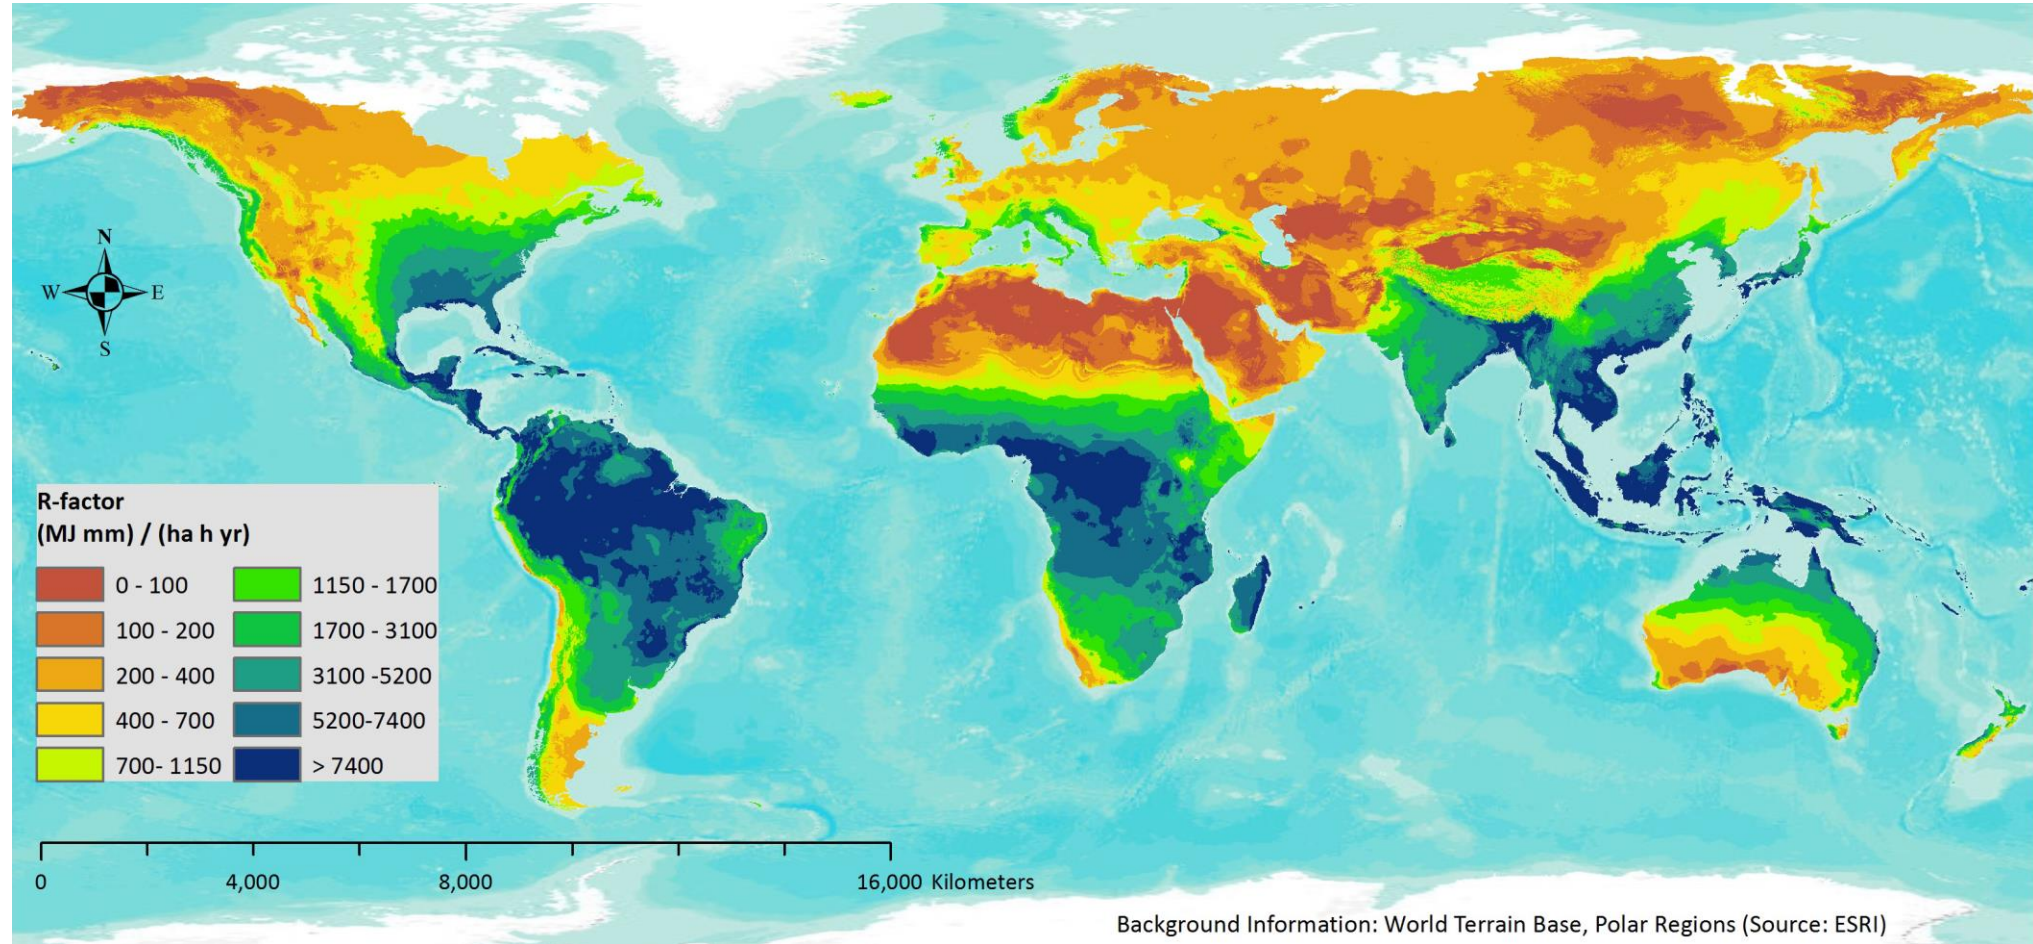 N
W E
S
R-factor
(MJ mm) / (ha h yr)
0 - 100
100 - 200
200 - 400
400 - 700
700- 1150
1150 - 1700
1700 - 3100
3100 -5200
5200-7400
> 7400
0 4,000 8,000 16,000 Kilometers
Background Information: World Terrain Base, Polar Regions (Source: ESRI)